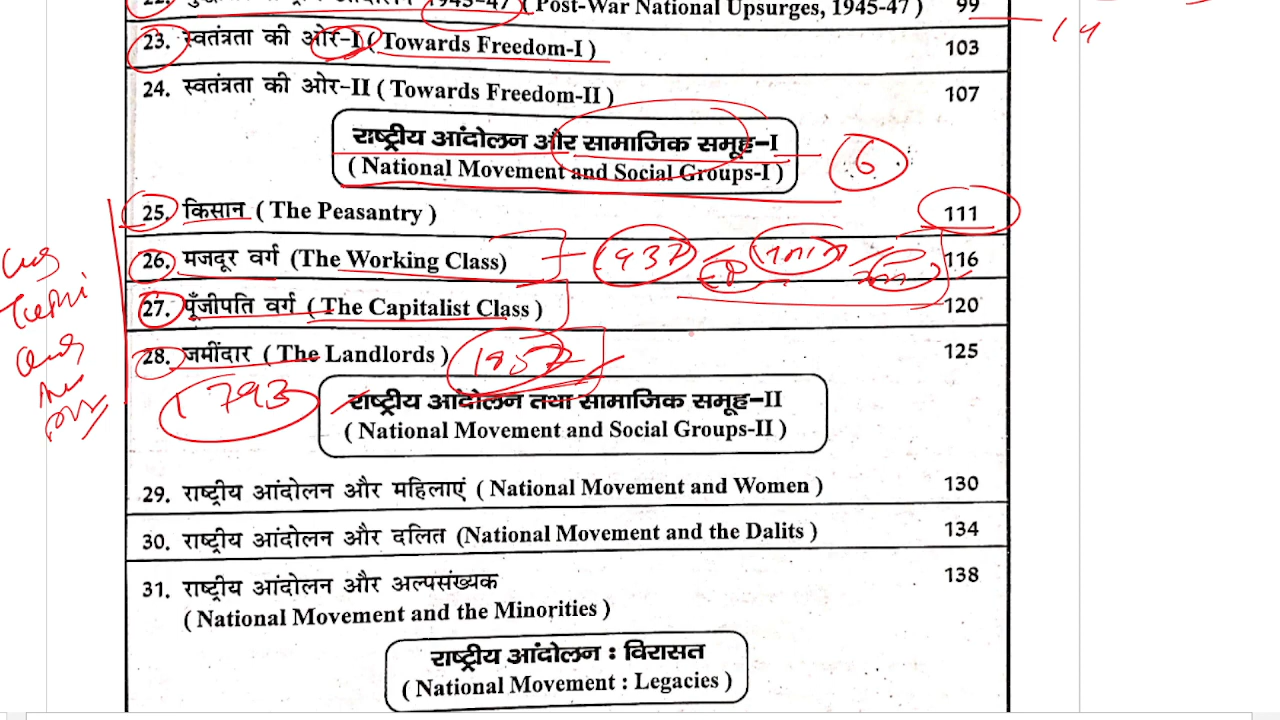 22. राष्ट्रीय आंदोलन 1945-47 ( Post-War National Upsurges, 1945-47 ) 99
23. स्वतंत्रता की ओर-I ( Towards Freedom-I ) 103
24. स्वतंत्रता की ओर-II ( Towards Freedom-II ) 107
राष्ट्रीय आंदोलन और सामाजिक समूह-I
( National Movement and Social Groups-I ) 6
25. किसान ( The Peasantry ) 111
26. मजदूर वर्ग (The Working Class) 1937 116
27. पूँजीपति वर्ग ( The Capitalist Class ) 120
28. जमींदार ( The Landlords ) 125
1793
राष्ट्रीय आंदोलन तथा सामाजिक समूह-II
( National Movement and Social Groups-II )
29. राष्ट्रीय आंदोलन और महिलाएं ( National Movement and Women ) 130
30. राष्ट्रीय आंदोलन और दलित (National Movement and the Dalits ) 134
31. राष्ट्रीय आंदोलन और अल्पसंख्यक 138
( National Movement and the Minorities )
राष्ट्रीय आंदोलन : विरासत
( National Movement : Legacies )